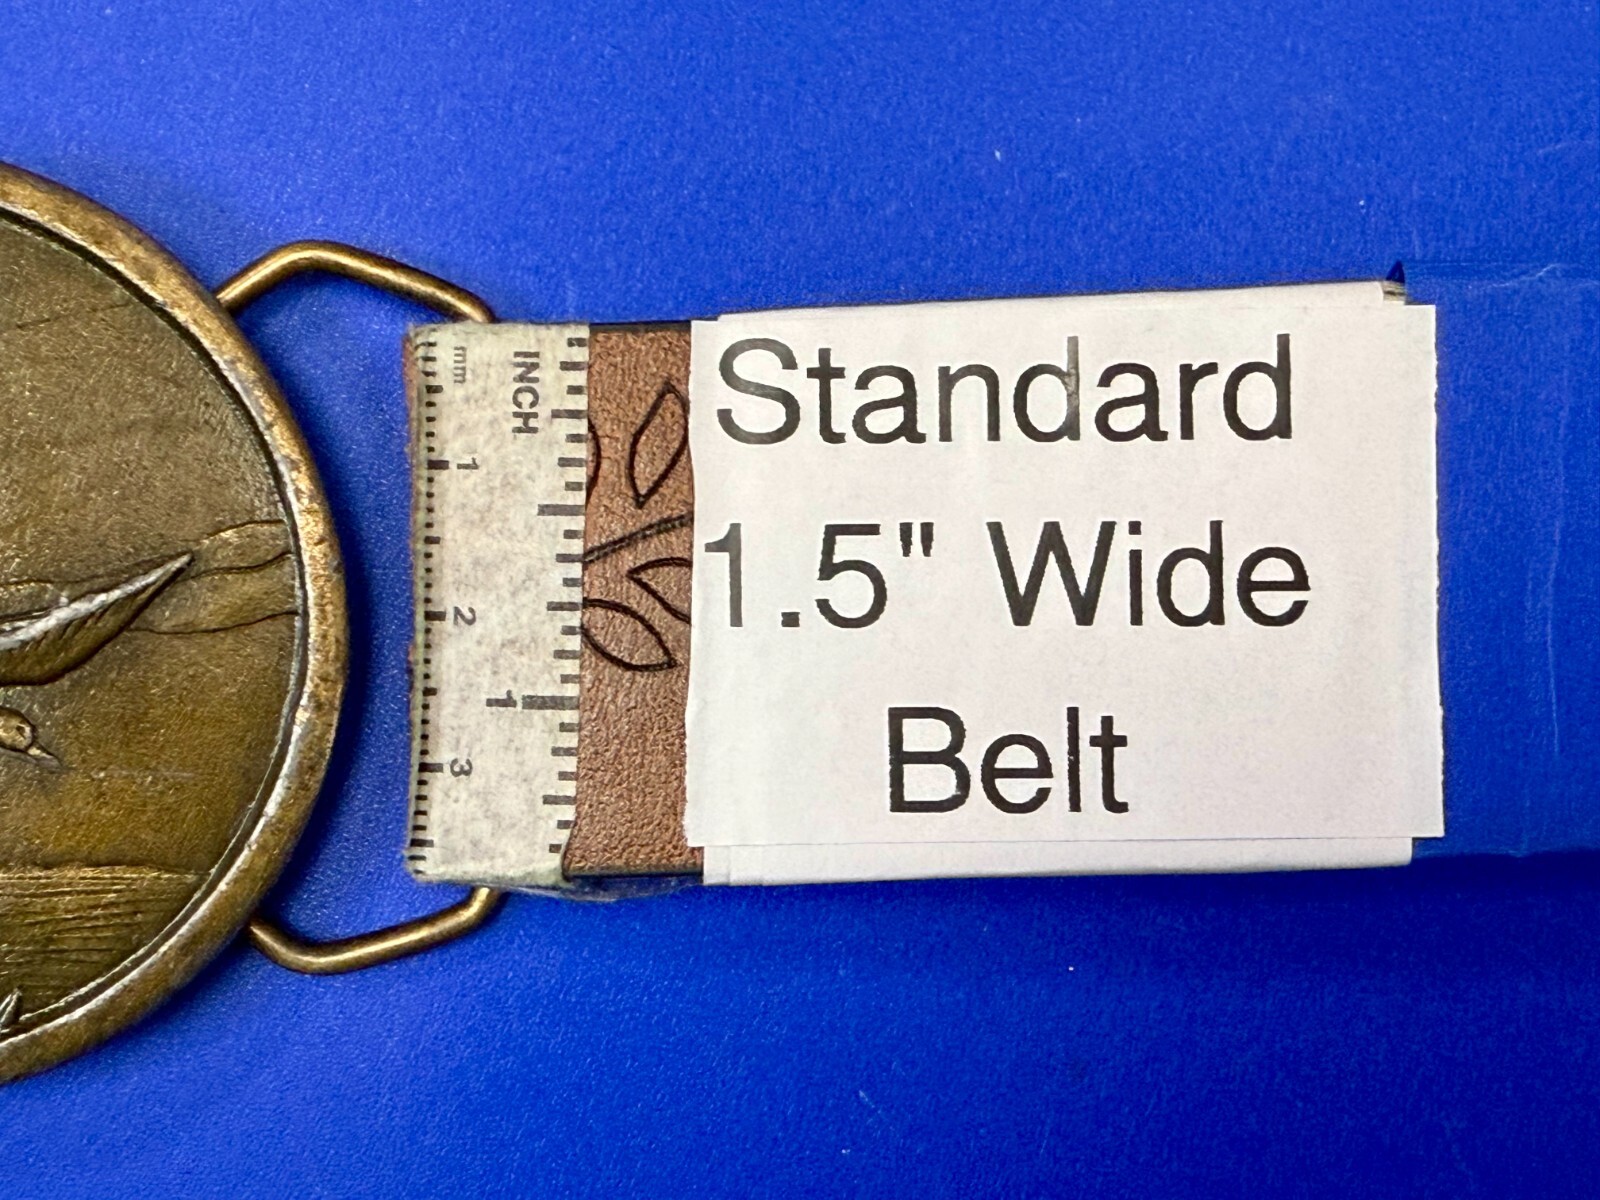 mm
INCH
1
2
1
3
Standard
1.5" Wide
Belt